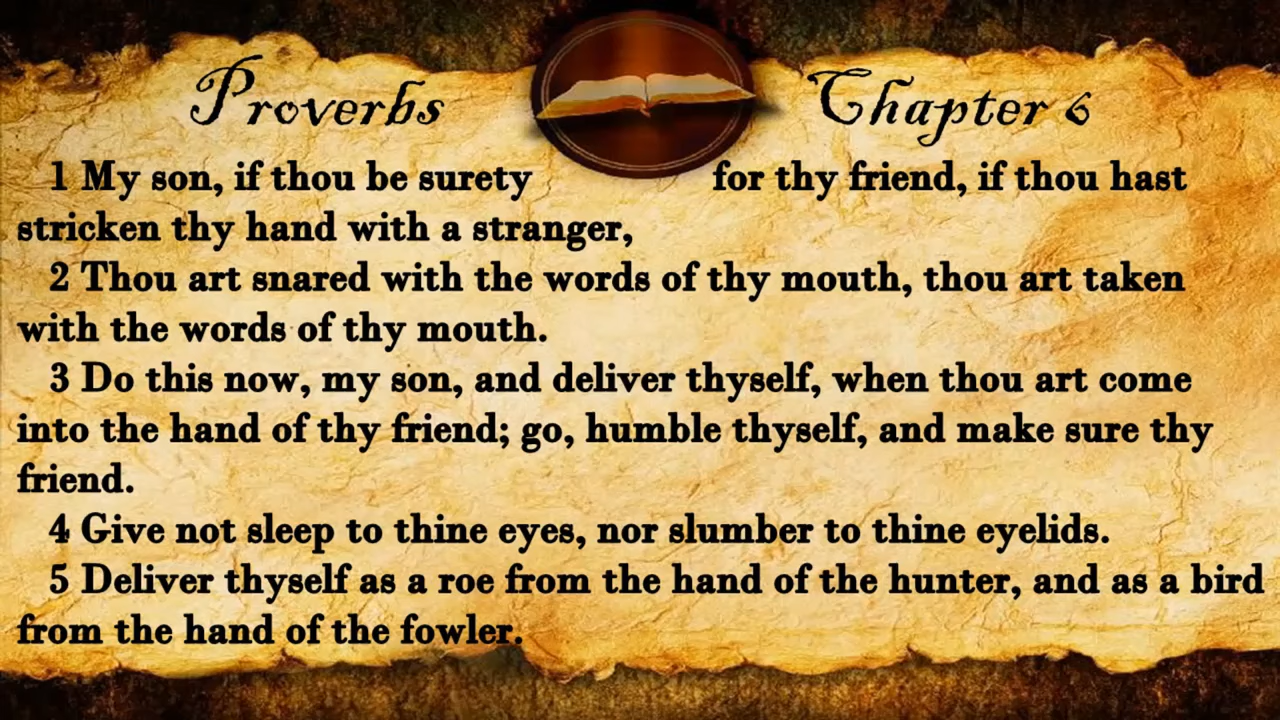 Proverbs Chapter 6
1 My son, if thou be surety for thy friend, if thou hast
stricken thy hand with a stranger,
2 Thou art snared with the words of thy mouth, thou art taken
with the words of thy mouth.
3 Do this now, my son, and deliver thyself, when thou art come
into the hand of thy friend; go, humble thyself, and make sure thy
friend.
4 Give not sleep to thine eyes, nor slumber to thine eyelids.
5 Deliver thyself as a roe from the hand of the hunter, and as a bird
from the hand of the fowler.